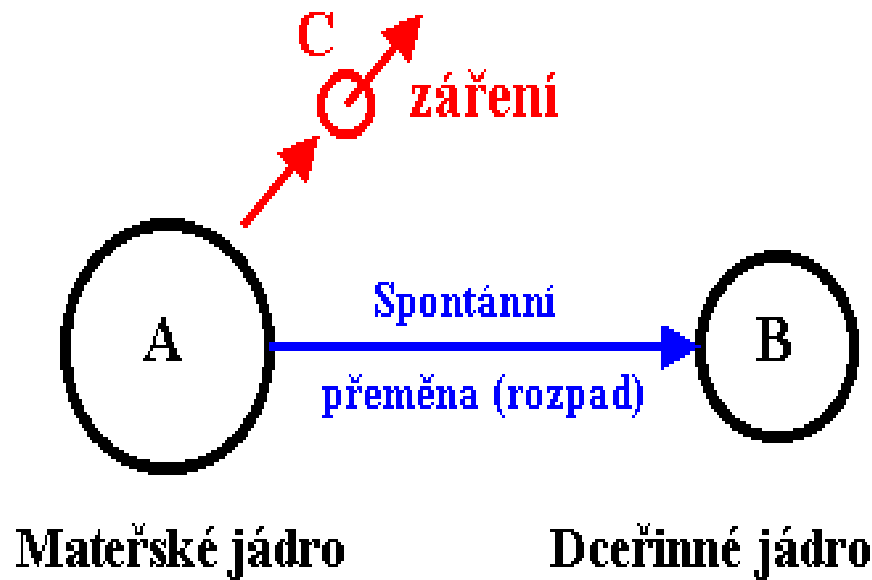 C
záření
Spontánní
A
B
přeměna (rozpad)
Mateřské jádro
Dceřinné jádro